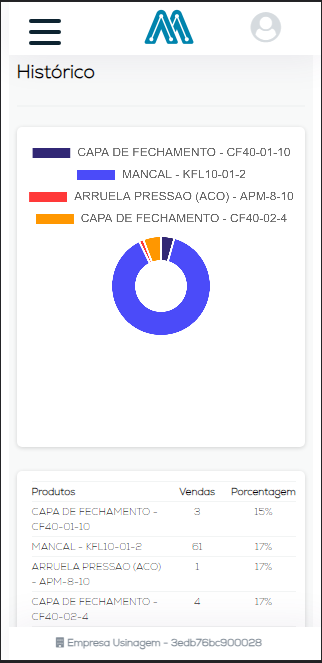 Histórico
CAPA DE FECHAMENTO - CF40-01-10
MANCAL - KFL10-01-2
ARRUELA PRESSAO (ACO) - APM-8-10
CAPA DE FECHAMENTO - CF40-02-4
Produtos Vendas Porcentagem
CAPA DE FECHAMENTO - 3 15%
CF40-01-10
MANCAL - KFL10-01-2 61 17%
ARRUELA PRESSAO (ACO) 1 17%
- APM-8-10
CAPA DE FECHAMENTO - 4 17%
CF40-02-4
Empresa Usinagem - 3edb76bc900028